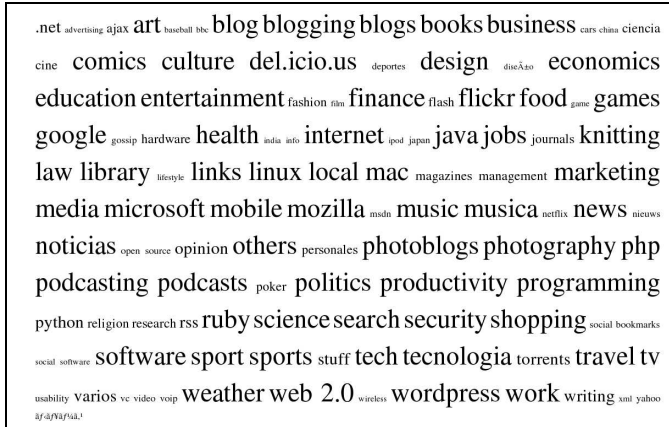 .net advertising ajax art baseball bbc blog blogging blogs books business cars china ciencia
cine comics culture del.icio.us deportes design diseÃ±o economics
education entertainment fashion film finance flash flickr food game games
google gossip hardware health india info internet ipod japan java jobs journals knitting
law library lifestyle links linux local mac magazines management marketing
media microsoft mobile mozilla msdn music musica netflix news nieuws
noticias open source opinion others personales photoblogs photography php
podcasting podcasts poker politics productivity programming
python religion research rss ruby science search security shopping social bookmarks
social software software sport sports stuff tech tecnologia torrents travel tv
usability varios vc video voip weather web 2.0 wireless wordpress work writing xml yahoo